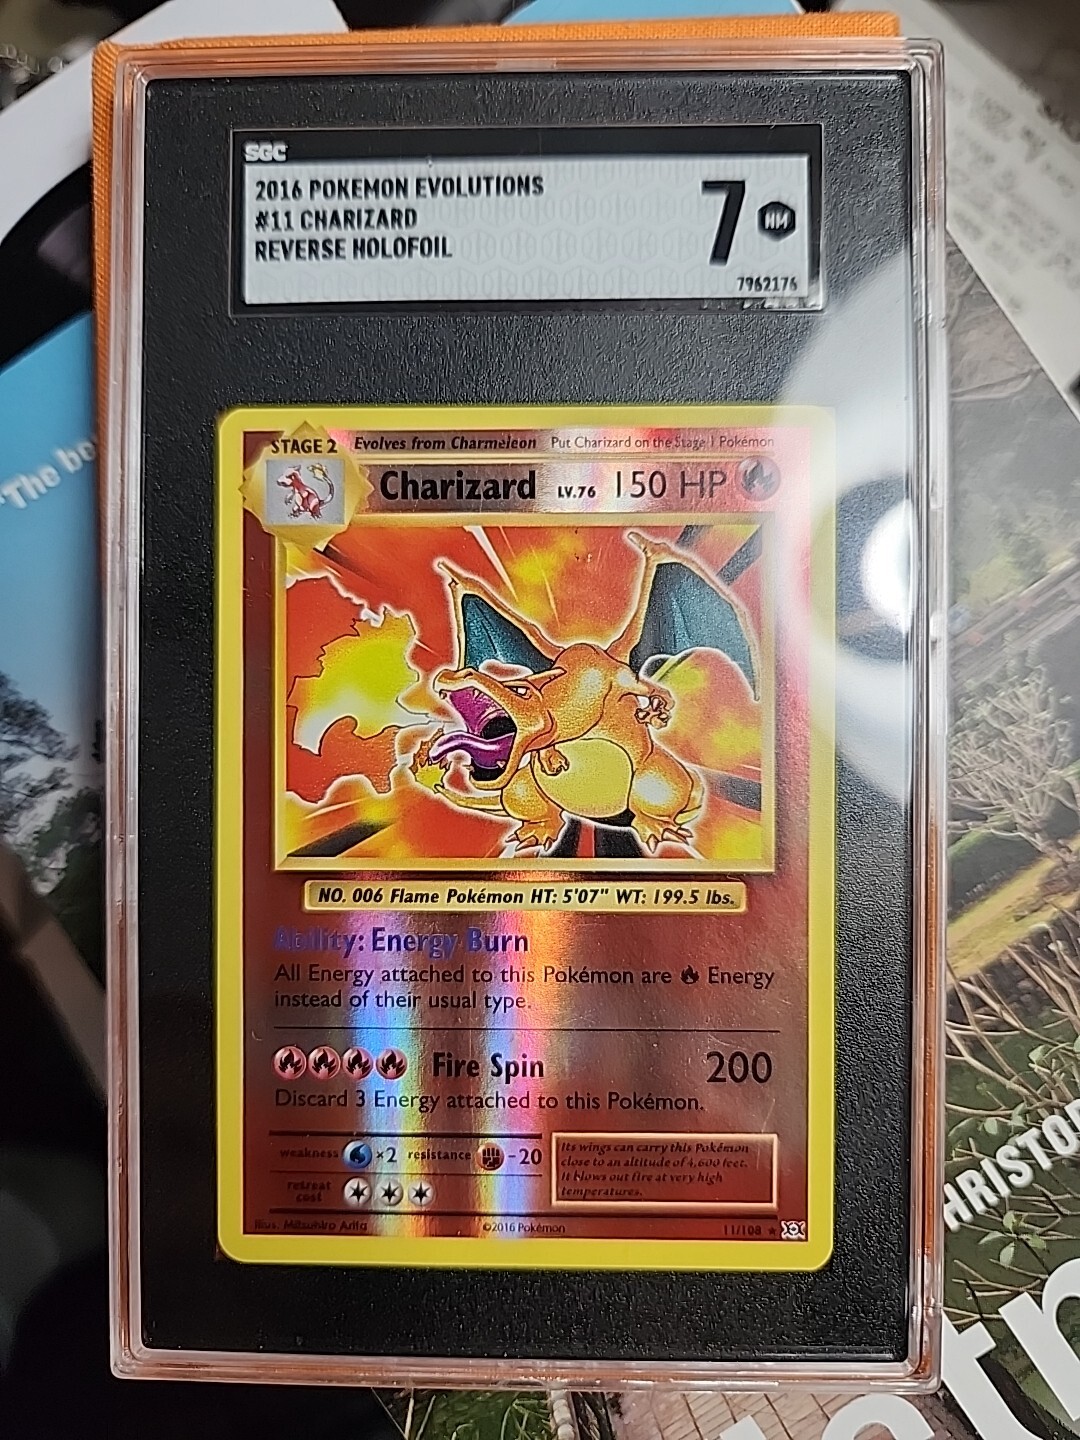 SGC
2016 POKEMON EVOLUTIONS
#11 CHARIZARD
REVERSE HOLOFOIL
7 NM
7962176
"The bo
STAGE 2 Evolves from Charmeleon Put Charizard on the Stage 1 Pokémon
Charizard LV.76 150 HP
NO. 006 Flame Pokémon HT: 5'07" WT: 199.5 lbs.
Ability: Energy Burn
All Energy attached to this Pokémon are Energy
instead of their usual type.
Fire Spin 200
Discard 3 Energy attached to this Pokémon.
weakness ×2 resistance -20
retreat
cost
Its wings can carry this Pokémon
close to an altitude of 4,600 feet.
It blows out fire at very high
temperatures.
Illus. Mitsuhiro Arita ©2016 Pokémon 11/108 ★
HRISTOP